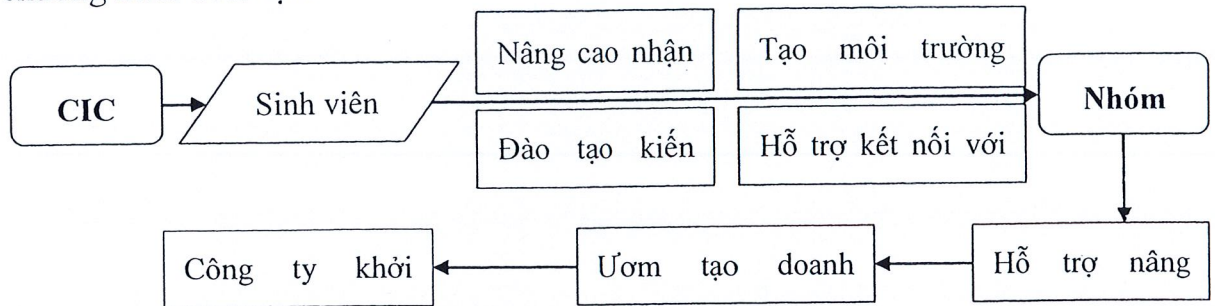 CIC
Sinh viên
Nâng cao nhận
Tạo môi trường
Đào tạo kiến
Hỗ trợ kết nối với
Nhóm
Hỗ trợ nâng
Ươm tạo doanh
Công ty khởi